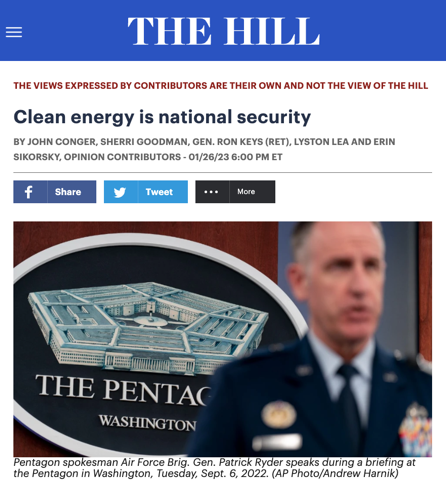 THE HILL
THE VIEWS EXPRESSED BY CONTRIBUTORS ARE THEIR OWN AND NOT THE VIEW OF THE HILL
Clean energy is national security
BY JOHN CONGER, SHERRI GOODMAN, GEN. RON KEYS (RET), LYSTON LEA AND ERIN
SIKORSKY, OPINION CONTRIBUTORS - 01/26/23 6:00 PM ET
f Share
Tweet
More
THE PENTAG
WASHINGTON
Pentagon spokesman Air Force Brig. Gen. Patrick Ryder speaks during a briefing at
the Pentagon in Washington, Tuesday, Sept. 6, 2022. (AP Photo/Andrew Harnik)